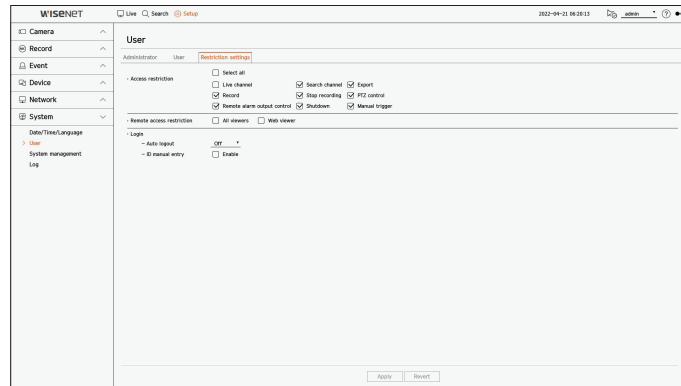 WISENET
Live Search Setup 2022-04-21 06:20:13 admin ?
Camera
Record
Event
Device
Network
System
Date/Time/Language
> User
System management
Log
User
Administrator User Restriction settings
· Access restriction Select all
Live channel Search channel Export
Record Stop recording PTZ control
Remote alarm output control Shutdown Manual trigger
· Remote access restriction All viewers Web viewer
· Login
– Auto logout Off
– ID manual entry Enable
Apply Revert